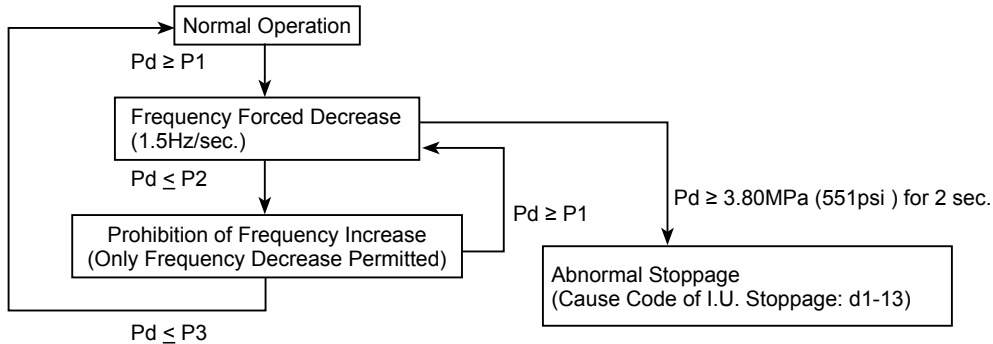 Normal Operation
Pd ≥ P1
Frequency Forced Decrease
(1.5Hz/sec.)
Pd ≤ P2
Pd ≥ P1
Pd ≥ 3.80MPa (551psi ) for 2 sec.
Prohibition of Frequency Increase
(Only Frequency Decrease Permitted)
Abnormal Stoppage
(Cause Code of I.U. Stoppage: d1-13)
Pd ≤ P3